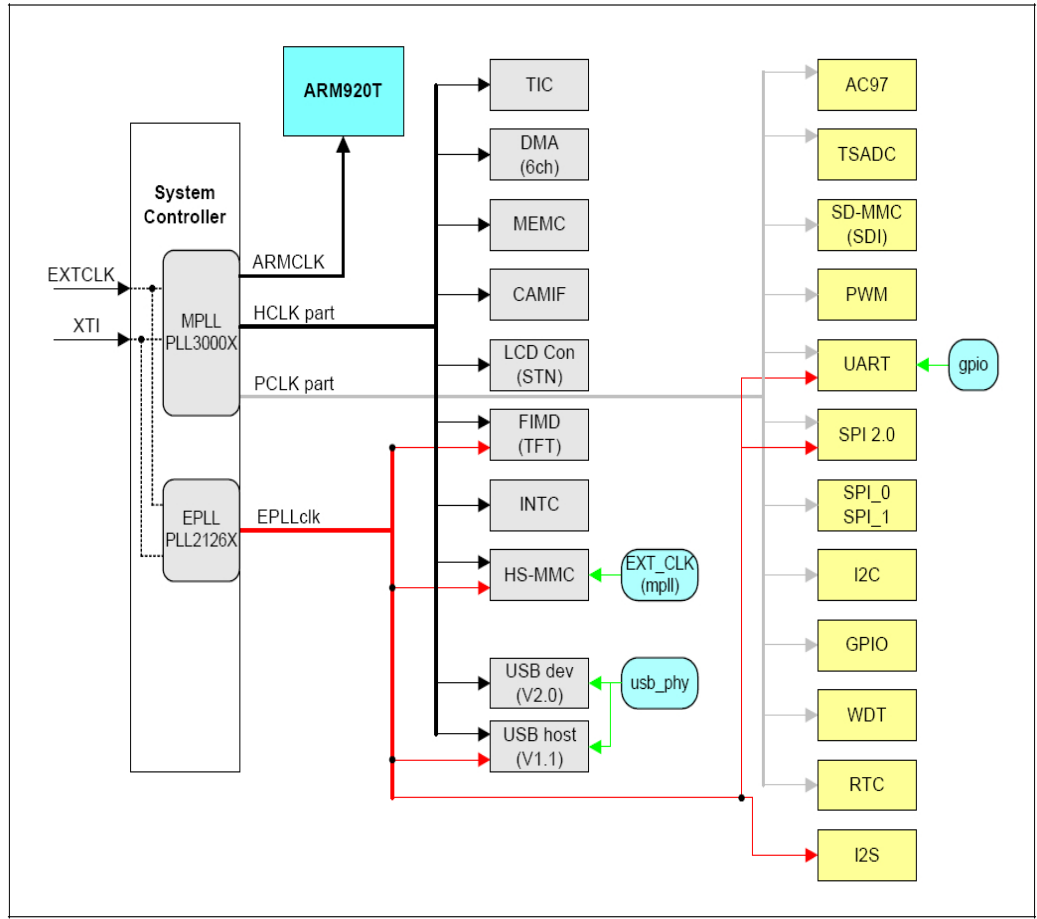 ARM920T
System
Controller
EXTCLK
XTI
MPLL
PLL3000X
EPLL
PLL2126X
ARMCLK
HCLK part
PCLK part
EPLLclk
TIC
DMA
(6ch)
MEMC
CAMIF
LCD Con
(STN)
FIMD
(TFT)
INTC
HS-MMC
EXT_CLK
(mpll)
USB dev
(V2.0)
usb_phy
USB host
(V1.1)
AC97
TSADC
SD-MMC
(SDI)
PWM
UART
gpio
SPI 2.0
SPI_0
SPI_1
I2C
GPIO
WDT
RTC
I2S